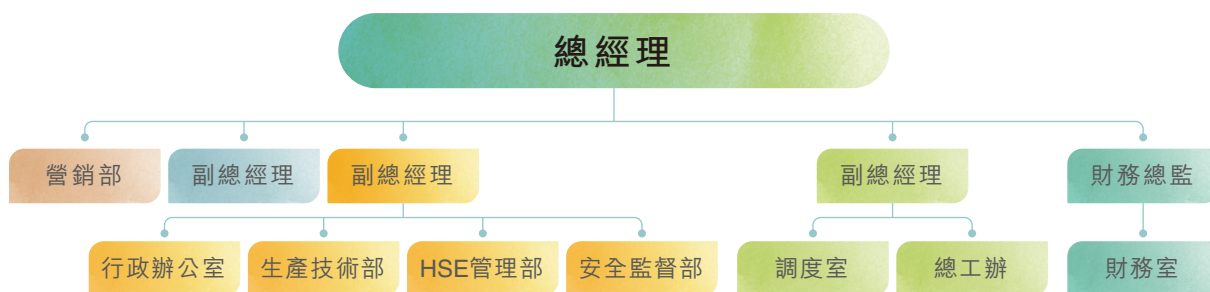 總經理
營銷部
副總經理
副總經理
副總經理
財務總監
行政辦公室
生產技術部
HSE管理部
安全監督部
調度室
總工辦
財務室